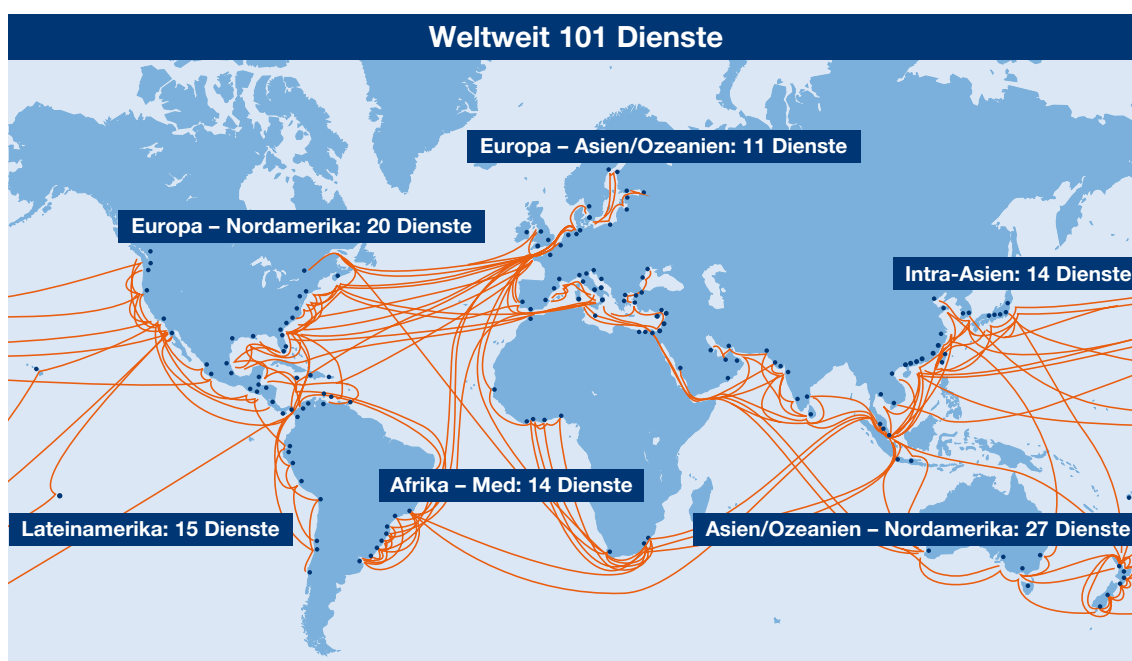 Weltweit 101 Dienste
Europa – Asien/Ozeanien: 11 Dienste
Europa – Nordamerika: 20 Dienste
Intra-Asien: 14 Dienste
Afrika – Med: 14 Dienste
Lateinamerika: 15 Dienste
Asien/Ozeanien – Nordamerika: 27 Dienste